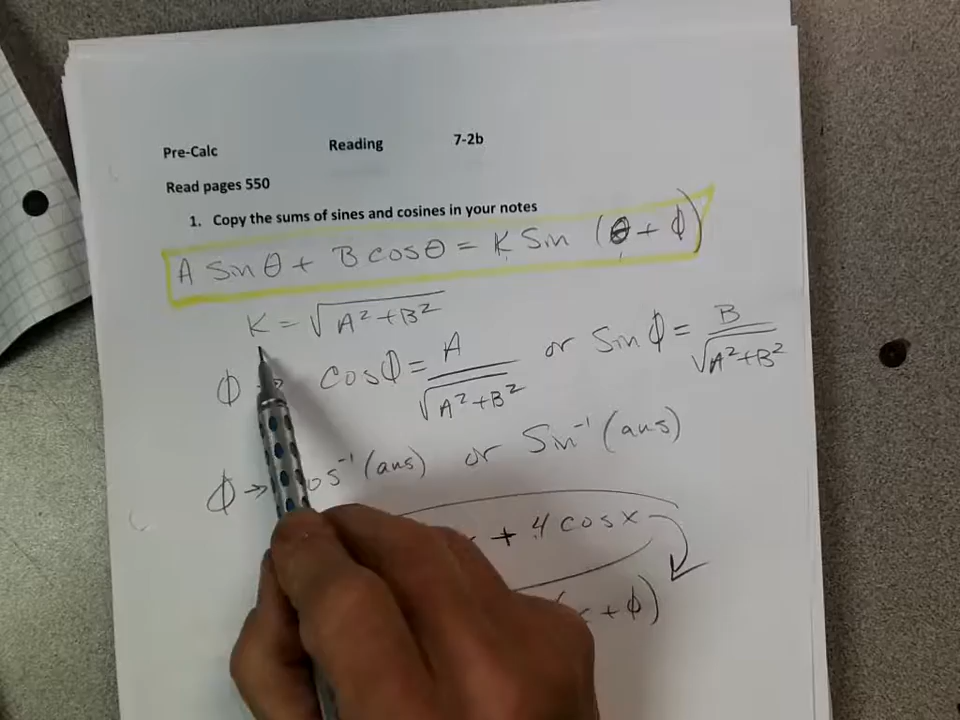 Pre-Calc Reading 7-2b
Read pages 550
1. Copy the sums of sines and cosines in your notes
A Sin θ + B cos θ = K Sin (θ + ϕ)
K = √(A² + B²)
ϕ → cos ϕ = A / √(A² + B²) or Sin ϕ = B / √(A² + B²)
ϕ → cos⁻¹ (ans) or Sin⁻¹ (ans)
+ 4 cos x
+ ϕ)